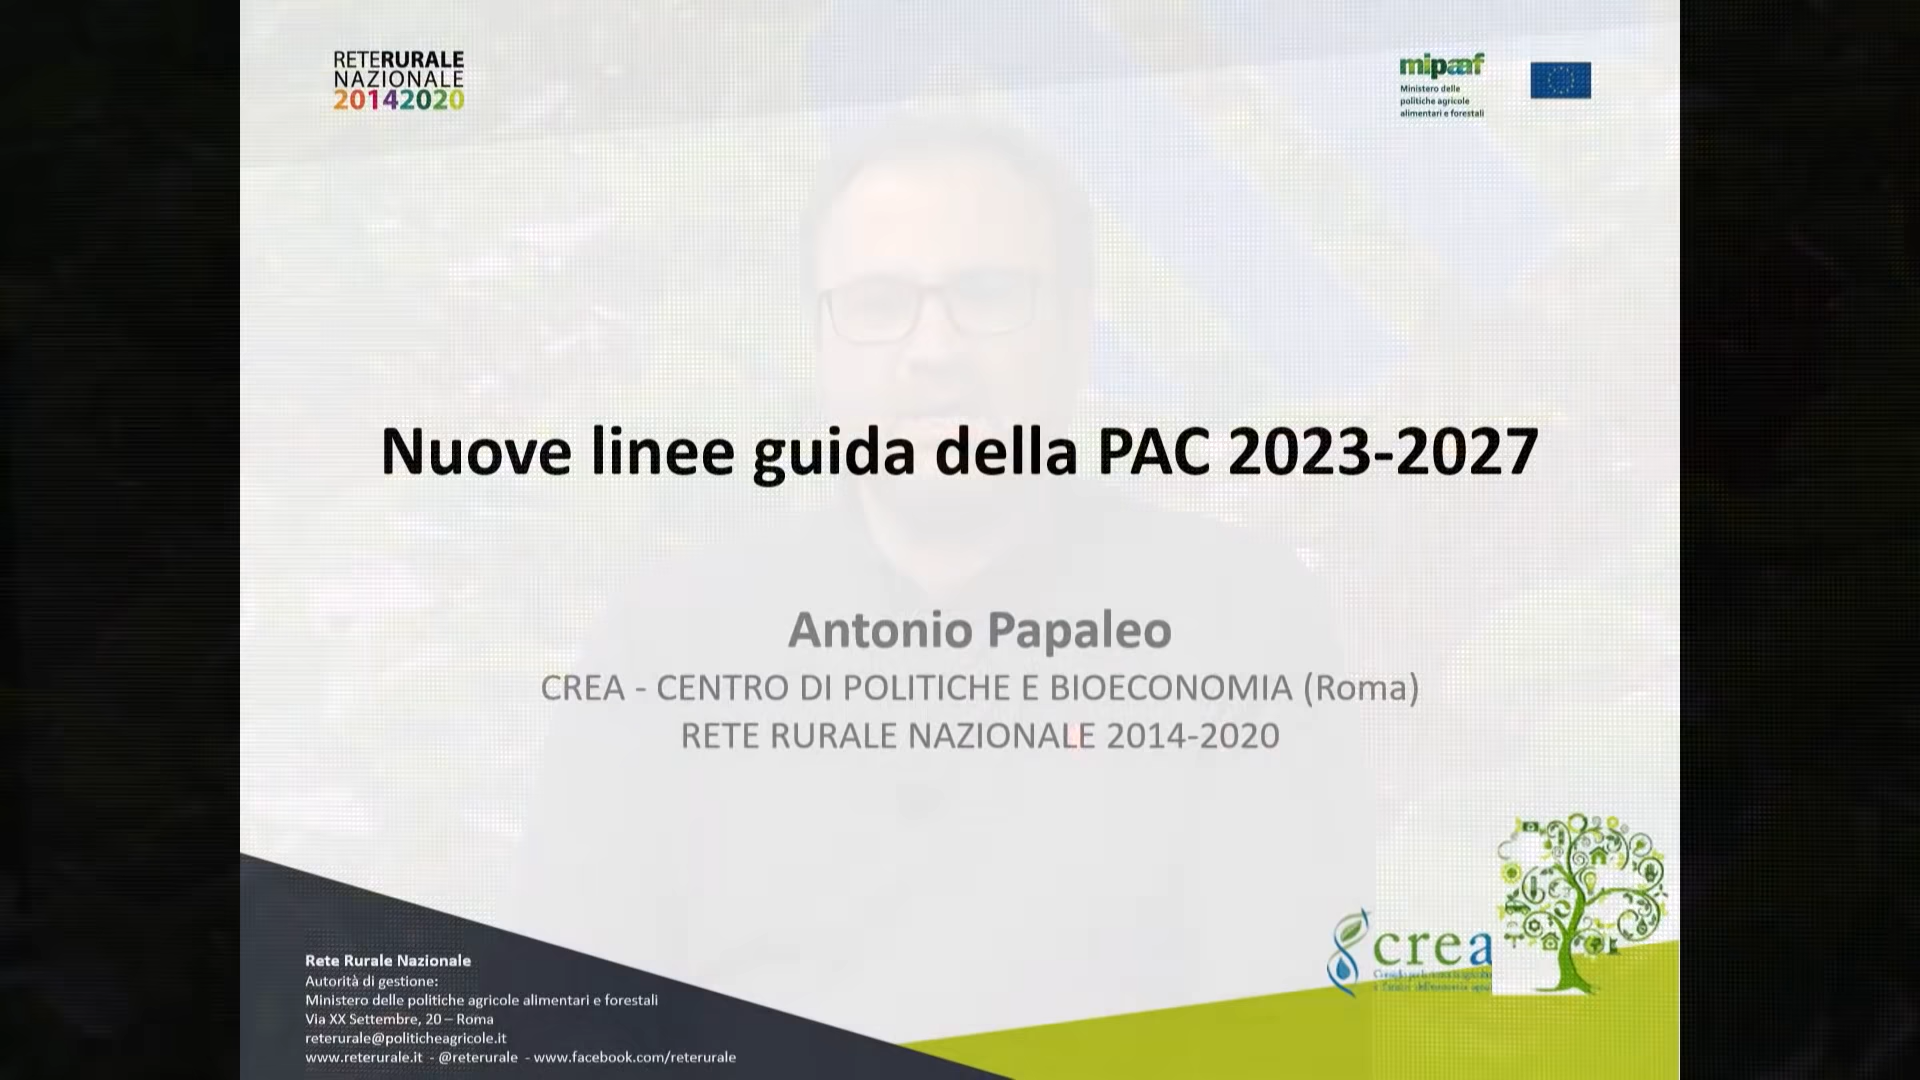 RETERURALE
NAZIONALE
20142020
mipaaf
Ministero delle
politiche agricole
alimentari e forestali
Nuove linee guida della PAC 2023-2027
Antonio Papaleo
CREA - CENTRO DI POLITICHE E BIOECONOMIA (Roma)
RETE RURALE NAZIONALE 2014-2020
crea
Rete Rurale Nazionale
Autorità di gestione:
Ministero delle politiche agricole alimentari e forestali
Via XX Settembre, 20 – Roma
reterurale@politicheagricole.it
www.reterurale.it - @reterurale - www.facebook.com/reterurale